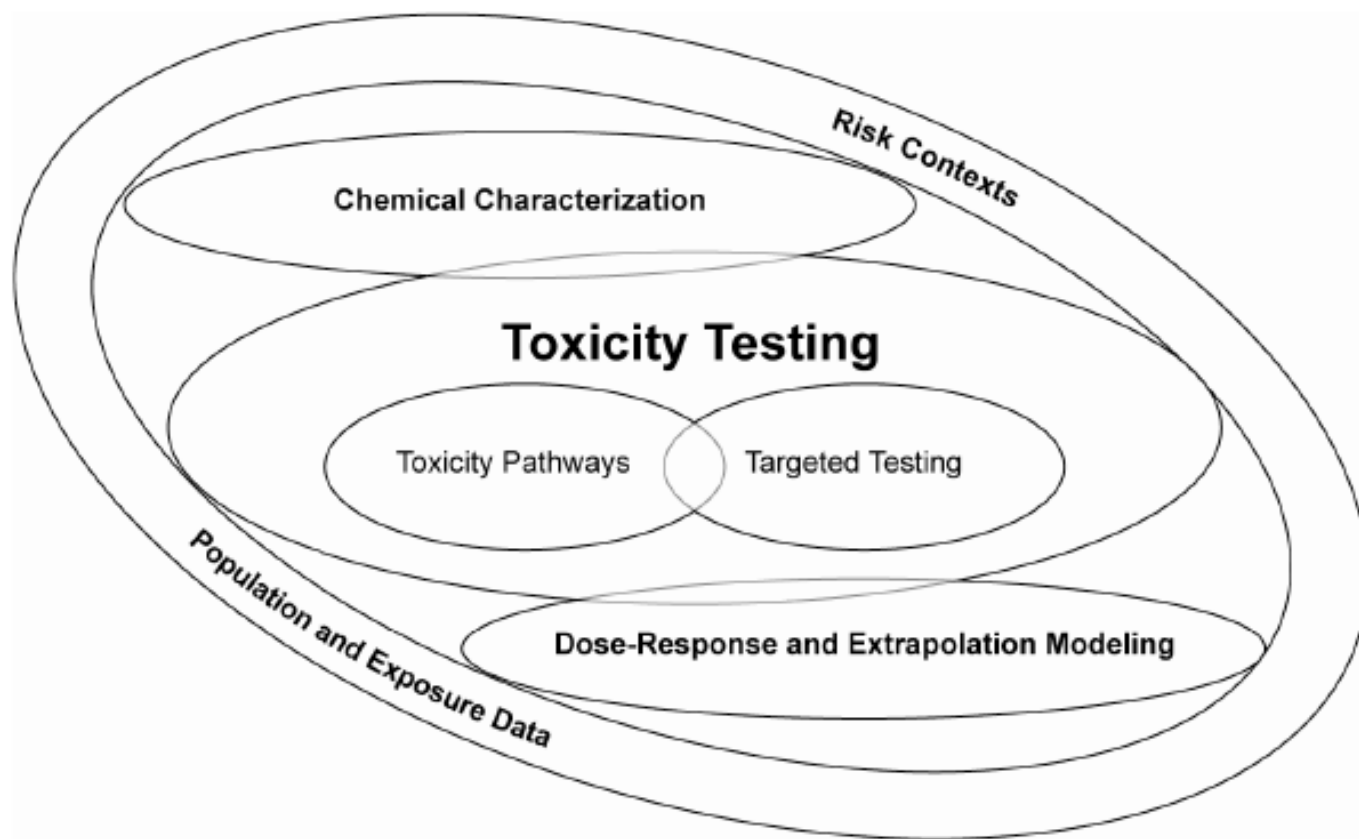 Risk Contexts
Chemical Characterization
Toxicity Testing
Toxicity Pathways
Targeted Testing
Population and Exposure Data
Dose-Response and Extrapolation Modeling